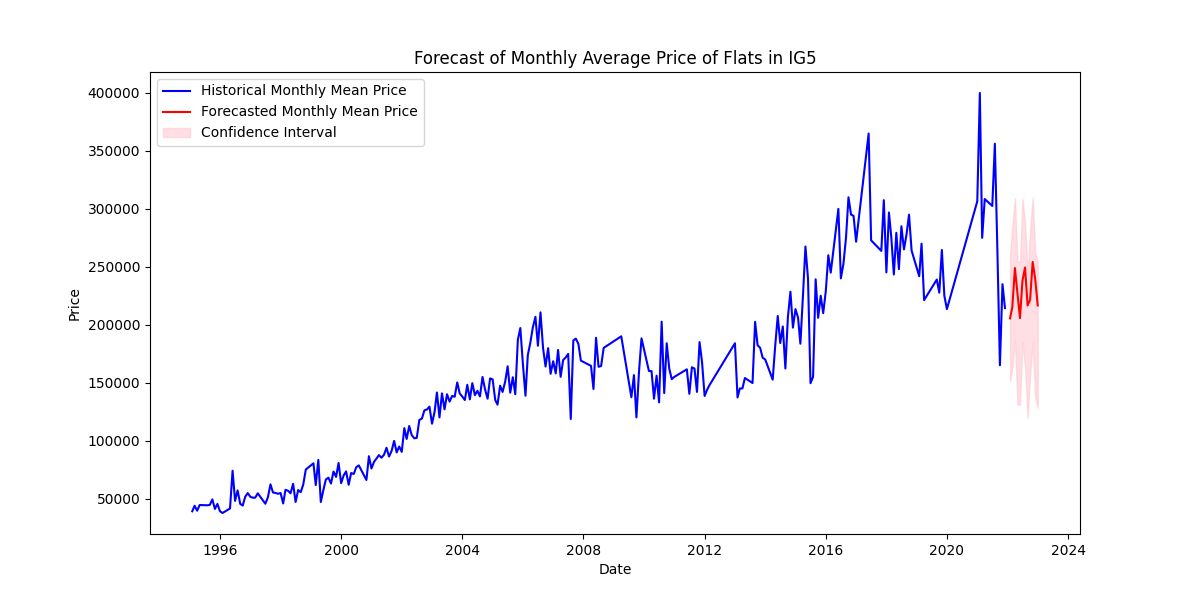 Forecast of Monthly Average Price of Flats in IG5
Historical Monthly Mean Price
Forecasted Monthly Mean Price
Confidence Interval
400000
350000
300000
250000
200000
150000
100000
50000
Price
1996 2000 2004 2008 2012 2016 2020 2024
Date